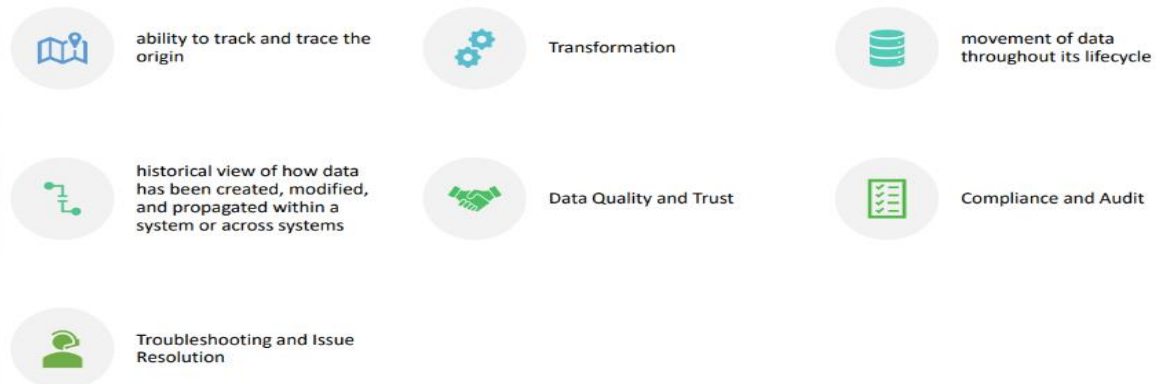 ability to track and trace the
origin
Transformation
movement of data
throughout its lifecycle
historical view of how data
has been created, modified,
and propagated within a
system or across systems
Data Quality and Trust
Compliance and Audit
Troubleshooting and Issue
Resolution